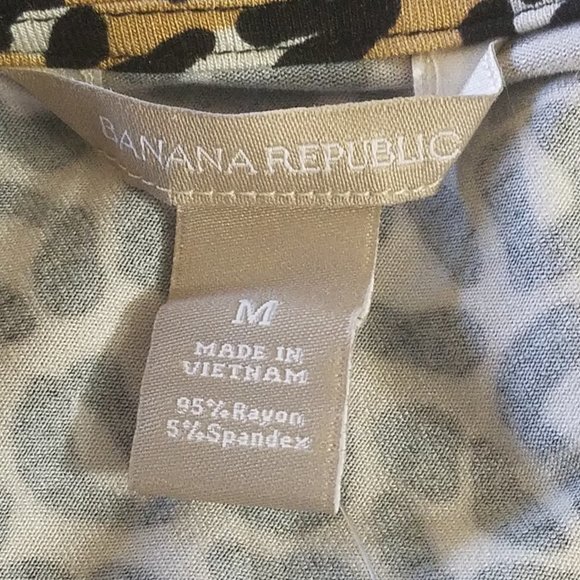 BANANA REPUBLIC
M
MADE IN
VIETNAM
95% Rayon
5% Spandex